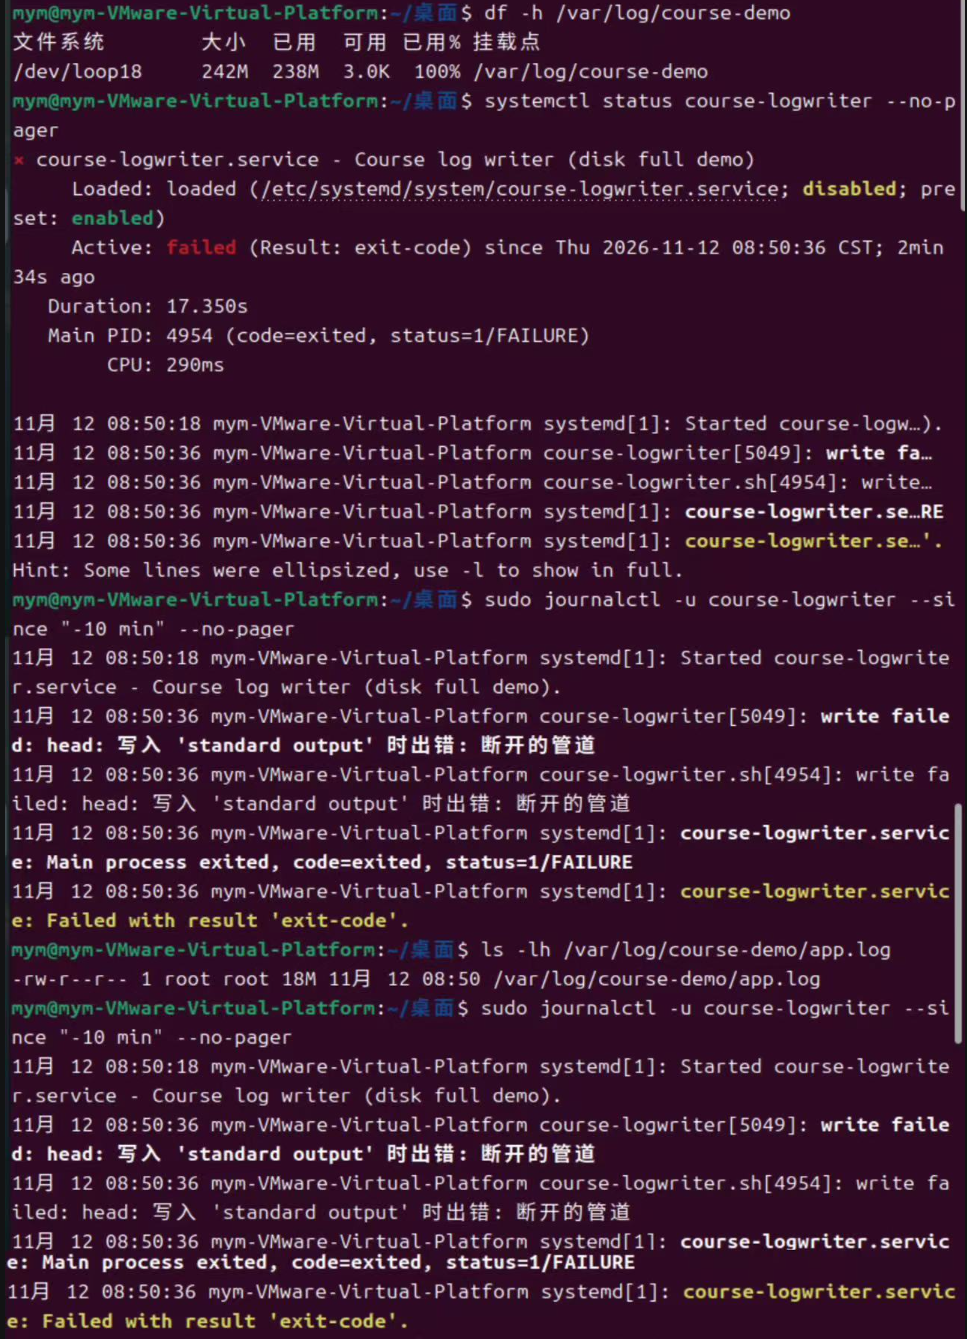 mym@mym-VMware-Virtual-Platform:~/桌面$ df -h /var/log/course-demo
文件系统        大小  已用  可用 已用% 挂载点
/dev/loop18     242M  238M  3.0K  100% /var/log/course-demo
mym@mym-VMware-Virtual-Platform:~/桌面$ systemctl status course-logwriter --no-p
ager
× course-logwriter.service - Course log writer (disk full demo)
     Loaded: loaded (/etc/systemd/system/course-logwriter.service; disabled; pre
set: enabled)
     Active: failed (Result: exit-code) since Thu 2026-11-12 08:50:36 CST; 2min
34s ago
   Duration: 17.350s
   Main PID: 4954 (code=exited, status=1/FAILURE)
        CPU: 290ms

11月 12 08:50:18 mym-VMware-Virtual-Platform systemd[1]: Started course-logw…).
11月 12 08:50:36 mym-VMware-Virtual-Platform course-logwriter[5049]: write fa…
11月 12 08:50:36 mym-VMware-Virtual-Platform course-logwriter.sh[4954]: write…
11月 12 08:50:36 mym-VMware-Virtual-Platform systemd[1]: course-logwriter.se…RE
11月 12 08:50:36 mym-VMware-Virtual-Platform systemd[1]: course-logwriter.se…'.
Hint: Some lines were ellipsized, use -l to show in full.
mym@mym-VMware-Virtual-Platform:~/桌面$ sudo journalctl -u course-logwriter --si
nce "-10 min" --no-pager
11月 12 08:50:18 mym-VMware-Virtual-Platform systemd[1]: Started course-logwrite
r.service - Course log writer (disk full demo).
11月 12 08:50:36 mym-VMware-Virtual-Platform course-logwriter[5049]: write faile
d: head: 写入 'standard output' 时出错: 断开的管道
11月 12 08:50:36 mym-VMware-Virtual-Platform course-logwriter.sh[4954]: write fa
iled: head: 写入 'standard output' 时出错: 断开的管道
11月 12 08:50:36 mym-VMware-Virtual-Platform systemd[1]: course-logwriter.servic
e: Main process exited, code=exited, status=1/FAILURE
11月 12 08:50:36 mym-VMware-Virtual-Platform systemd[1]: course-logwriter.servic
e: Failed with result 'exit-code'.
mym@mym-VMware-Virtual-Platform:~/桌面$ ls -lh /var/log/course-demo/app.log
-rw-r--r-- 1 root root 18M 11月 12 08:50 /var/log/course-demo/app.log
mym@mym-VMware-Virtual-Platform:~/桌面$ sudo journalctl -u course-logwriter --si
nce "-10 min" --no-pager
11月 12 08:50:18 mym-VMware-Virtual-Platform systemd[1]: Started course-logwrite
r.service - Course log writer (disk full demo).
11月 12 08:50:36 mym-VMware-Virtual-Platform course-logwriter[5049]: write faile
d: head: 写入 'standard output' 时出错: 断开的管道
11月 12 08:50:36 mym-VMware-Virtual-Platform course-logwriter.sh[4954]: write fa
iled: head: 写入 'standard output' 时出错: 断开的管道
11月 12 08:50:36 mym-VMware-Virtual-Platform systemd[1]: course-logwriter.servic
e: Main process exited, code=exited, status=1/FAILURE
11月 12 08:50:36 mym-VMware-Virtual-Platform systemd[1]: course-logwriter.servic
e: Failed with result 'exit-code'.